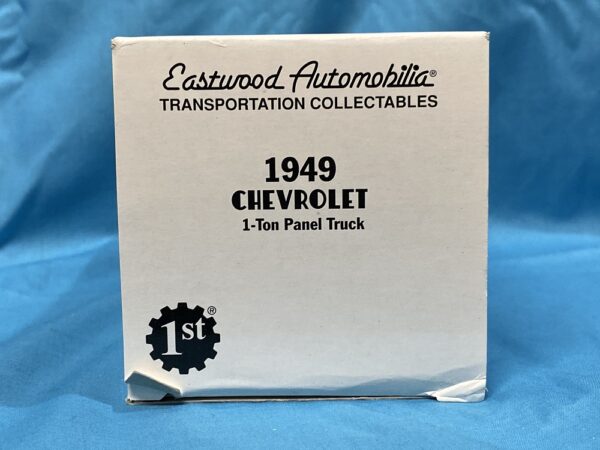 Eastwood Automobilia®
TRANSPORTATION COLLECTABLES
1949
CHEVROLET
1-Ton Panel Truck
1st®